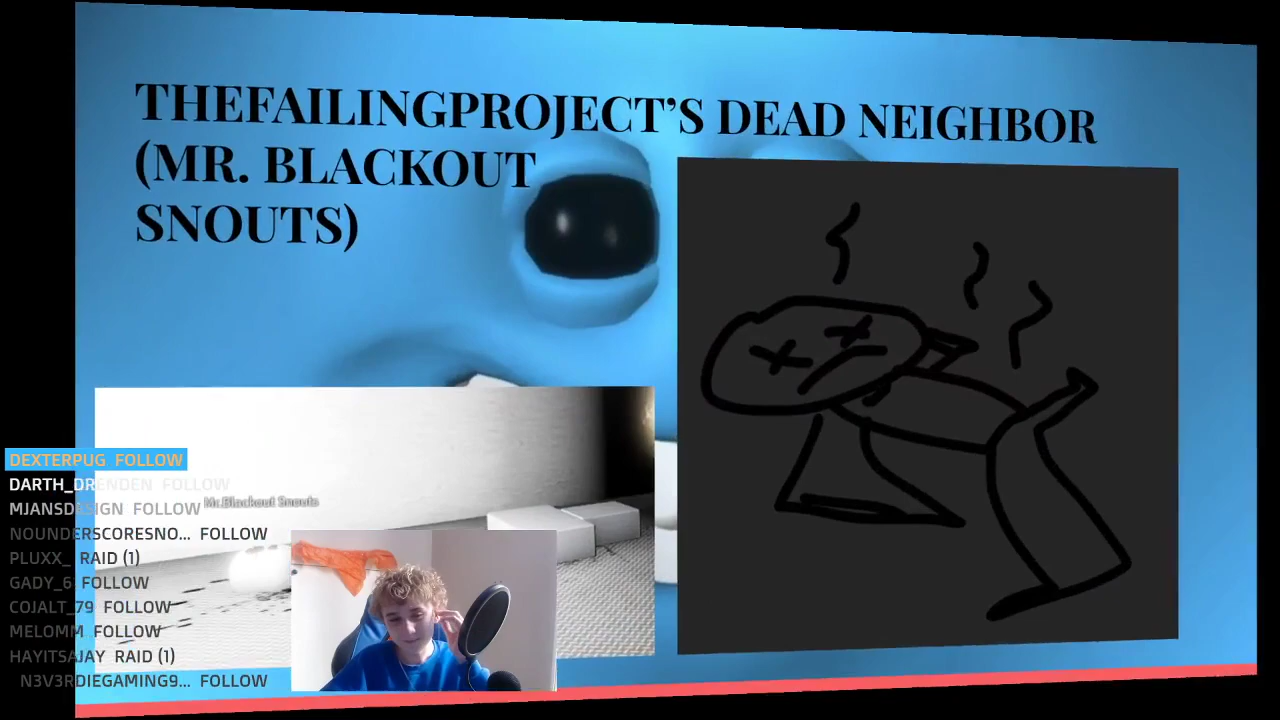 THEFAILINGPROJECT’S DEAD NEIGHBOR
(MR. BLACKOUT
SNOUTS)
Mr.Blackout Snouts
DEXTERPUG FOLLOW
DARTH_DRENDEN FOLLOW
MJANSDESIGN FOLLOW
NOUNDERSCORESNO... FOLLOW
PLUXX_ RAID (1)
GADY_6 FOLLOW
COJALT_79 FOLLOW
MELOMM FOLLOW
HAYITSAJAY RAID (1)
N3V3RDIEGAMING9... FOLLOW